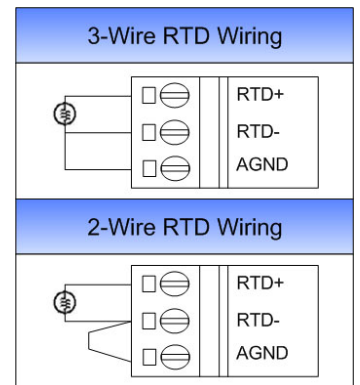 3-Wire RTD Wiring
RTD+
RTD-
AGND
2-Wire RTD Wiring
RTD+
RTD-
AGND